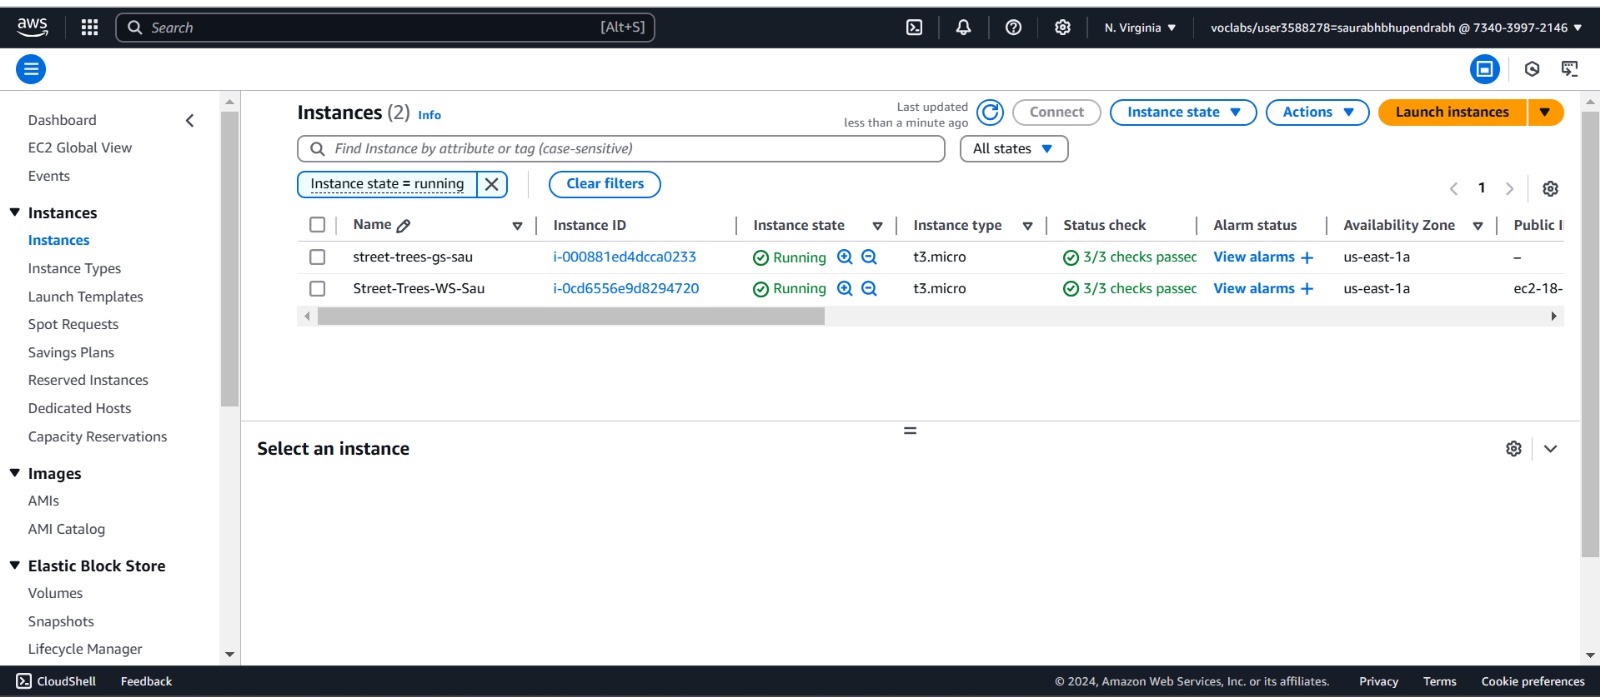 aws
Search [Alt+S]
N. Virginia
voclabs/user3588278=saurabhbhupendrabh @ 7340-3997-2146
Dashboard
EC2 Global View
Events
Instances
Instances
Instance Types
Launch Templates
Spot Requests
Savings Plans
Reserved Instances
Dedicated Hosts
Capacity Reservations
Images
AMIs
AMI Catalog
Elastic Block Store
Volumes
Snapshots
Lifecycle Manager
Instances (2) Info
Last updated
less than a minute ago
Connect
Instance state
Actions
Launch instances
Find Instance by attribute or tag (case-sensitive)
All states
Instance state = running
Clear filters
1
Name Instance ID Instance state Instance type Status check Alarm status Availability Zone Public I
street-trees-gs-sau i-000881ed4dcca0233 Running t3.micro 3/3 checks passec View alarms + us-east-1a –
Street-Trees-WS-Sau i-0cd6556e9d8294720 Running t3.micro 3/3 checks passec View alarms + us-east-1a ec2-18-
Select an instance
CloudShell Feedback
© 2024, Amazon Web Services, Inc. or its affiliates. Privacy Terms Cookie preferences